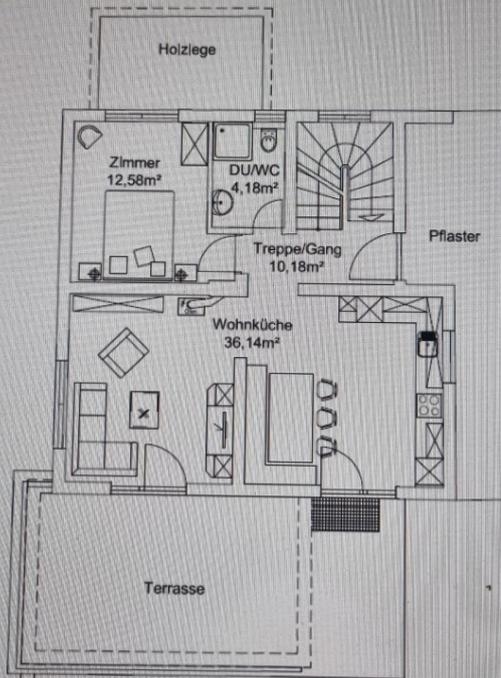 Holzlege
Zimmer
12,58m²
DU/WC
4,18m²
Treppe/Gang
10,18m²
Pflaster
Wohnküche
36,14m²
Terrasse